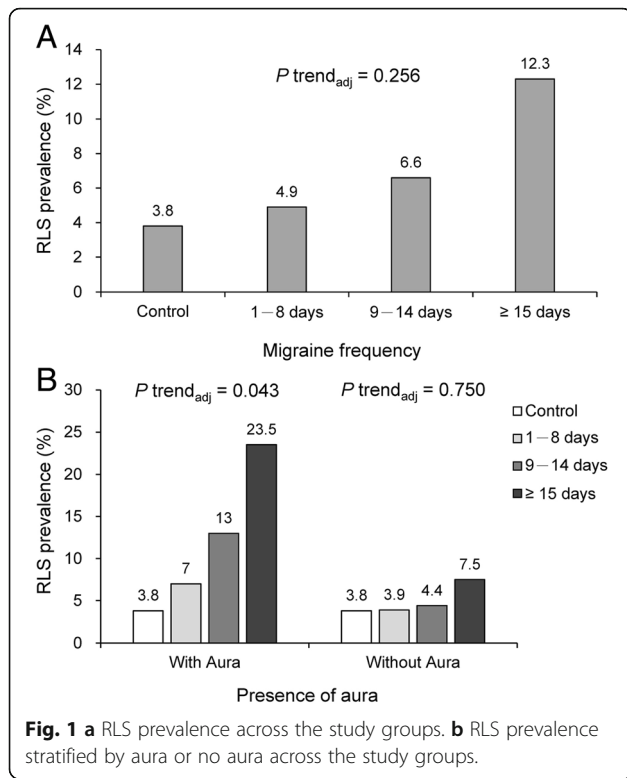 A
P trendadj = 0.256
RLS prevalence (%)
14
12
10
8
6
4
2
0
3.8
4.9
6.6
12.3
Control
1–8 days
9–14 days
≥ 15 days
Migraine frequency
B
P trendadj = 0.043
P trendadj = 0.750
RLS prevalence (%)
30
25
20
15
10
5
0
3.8
7
13
23.5
3.8
3.9
4.4
7.5
Control
1–8 days
9–14 days
≥ 15 days
With Aura
Without Aura
Presence of aura
Fig. 1 a RLS prevalence across the study groups. b RLS prevalence
stratified by aura or no aura across the study groups.